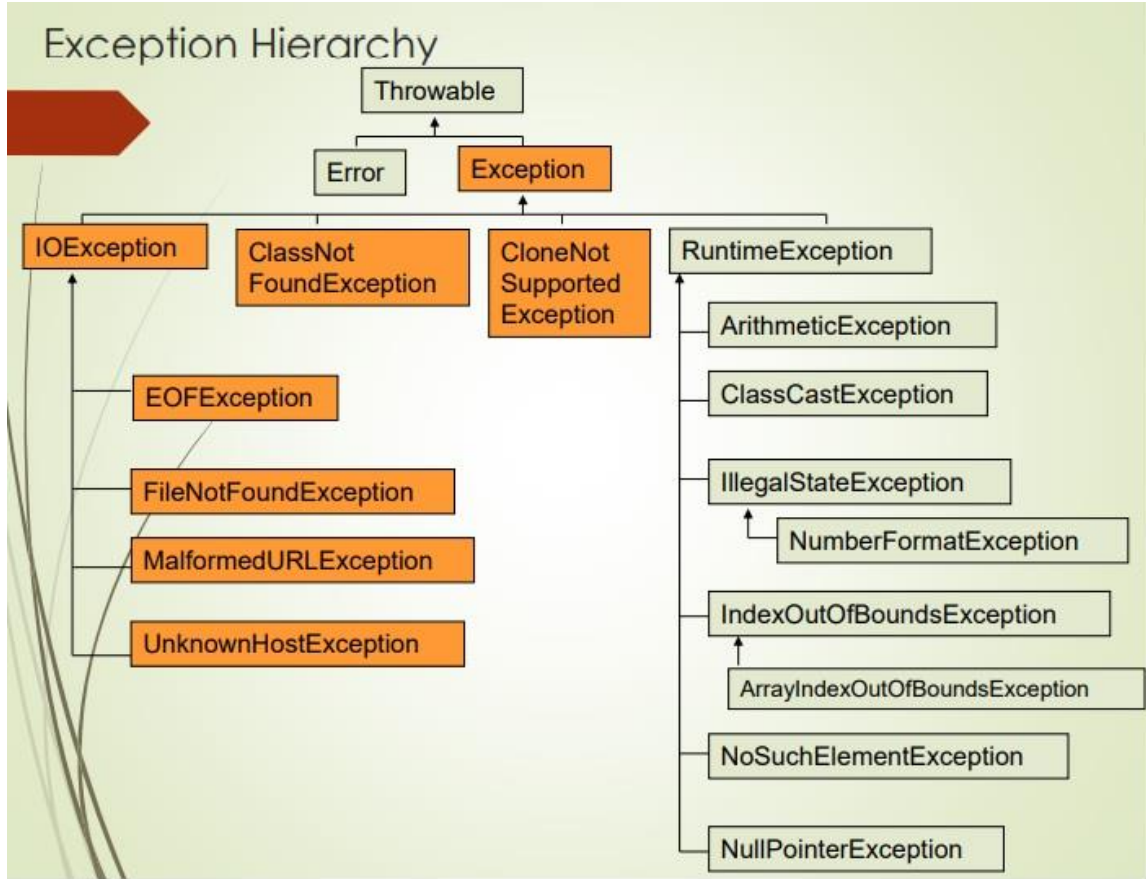 Exception Hierarchy
Throwable
Error
Exception
IOException
ClassNot
FoundException
CloneNot
Supported
Exception
RuntimeException
ArithmeticException
EOFException
ClassCastException
FileNotFoundException
IllegalStateException
NumberFormatException
MalformedURLException
IndexOutOfBoundsException
UnknownHostException
ArrayIndexOutOfBoundsException
NoSuchElementException
NullPointerException